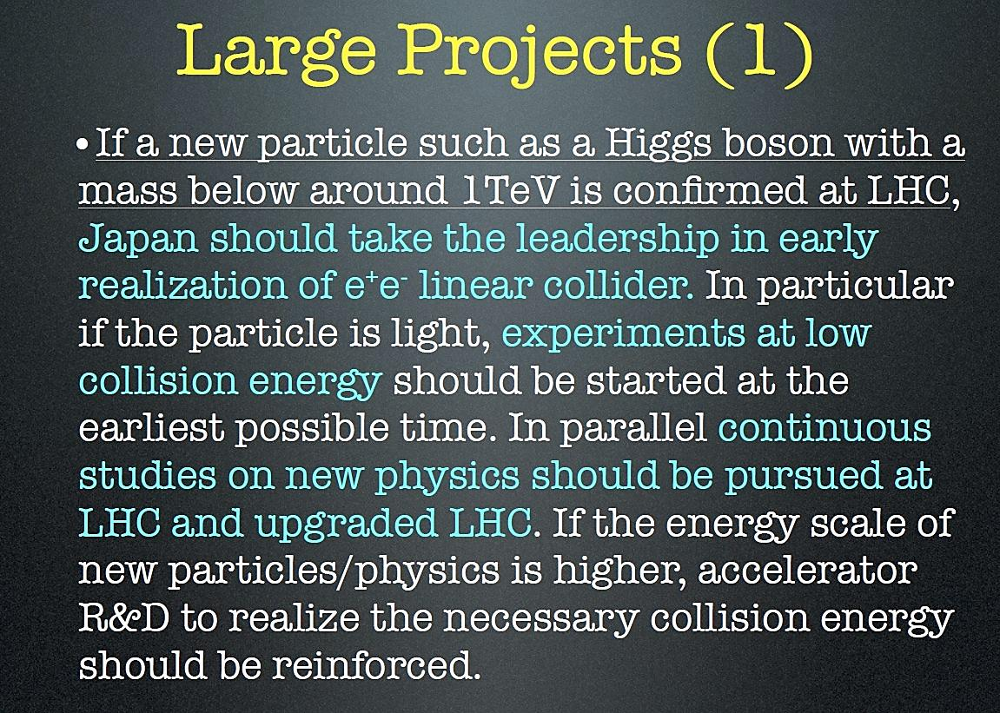 Large Projects (1)
•If a new particle such as a Higgs boson with a
mass below around 1TeV is confirmed at LHC,
Japan should take the leadership in early
realization of e⁺e⁻ linear collider. In particular
if the particle is light, experiments at low
collision energy should be started at the
earliest possible time. In parallel continuous
studies on new physics should be pursued at
LHC and upgraded LHC. If the energy scale of
new particles/physics is higher, accelerator
R&D to realize the necessary collision energy
should be reinforced.